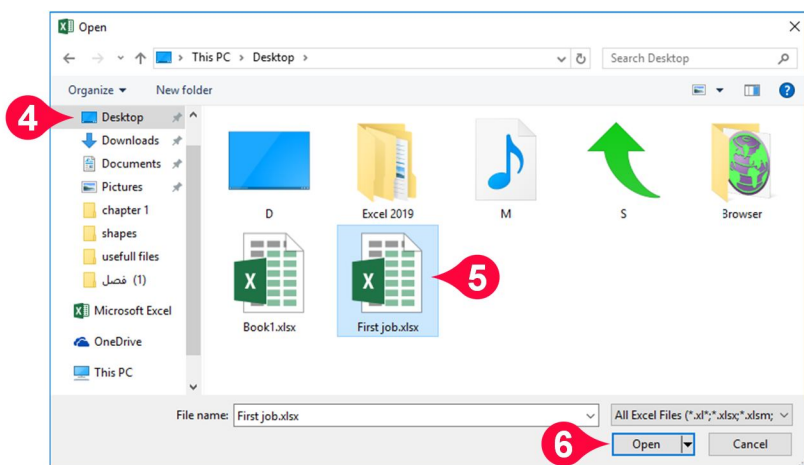 Open
This PC > Desktop >
Search Desktop
Organize
New folder
4
Desktop
Downloads
Documents
Pictures
chapter 1
shapes
usefull files
فصل (1)
Microsoft Excel
OneDrive
This PC
D
Excel 2019
M
S
Browser
Book1.xlsx
First job.xlsx
5
File name: First job.xlsx
All Excel Files (*.xl*;*.xlsx;*.xlsm;
6
Open
Cancel